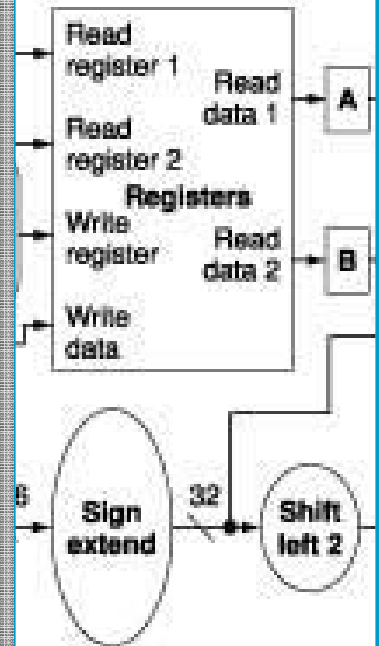 Read
register 1
Read
data 1
A
Read
register 2
Registers
Write
register
Read
data 2
B
Write
data
6
Sign
extend
32
Shift
left 2